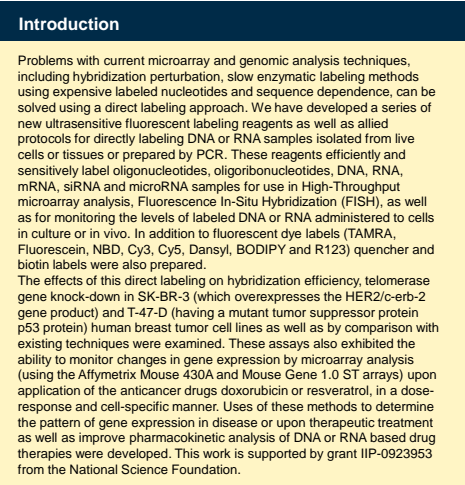 Introduction
Problems with current microarray and genomic analysis techniques,
including hybridization perturbation, slow enzymatic labeling methods
using expensive labeled nucleotides and sequence dependence, can be
solved using a direct labeling approach. We have developed a series of
new ultrasensitive fluorescent labeling reagents as well as allied
protocols for directly labeling DNA or RNA samples isolated from live
cells or tissues or prepared by PCR. These reagents efficiently and
sensitively label oligonucleotides, oligoribonucleotides, DNA, RNA,
mRNA, siRNA and microRNA samples for use in High-Throughput
microarray analysis, Fluorescence In-Situ Hybridization (FISH), as well
as for monitoring the levels of labeled DNA or RNA administered to cells
in culture or in vivo. In addition to fluorescent dye labels (TAMRA,
Fluorescein, NBD, Cy3, Cy5, Dansyl, BODIPY and R123) quencher and
biotin labels were also prepared.
The effects of this direct labeling on hybridization efficiency, telomerase
gene knock-down in SK-BR-3 (which overexpresses the HER2/c-erb-2
gene product) and T-47-D (having a mutant tumor suppressor protein
p53 protein) human breast tumor cell lines as well as by comparison with
existing techniques were examined. These assays also exhibited the
ability to monitor changes in gene expression by microarray analysis
(using the Affymetrix Mouse 430A and Mouse Gene 1.0 ST arrays) upon
application of the anticancer drugs doxorubicin or resveratrol, in a dose-
response and cell-specific manner. Uses of these methods to determine
the pattern of gene expression in disease or upon therapeutic treatment
as well as improve pharmacokinetic analysis of DNA or RNA based drug
therapies were developed. This work is supported by grant IIP-0923953
from the National Science Foundation.